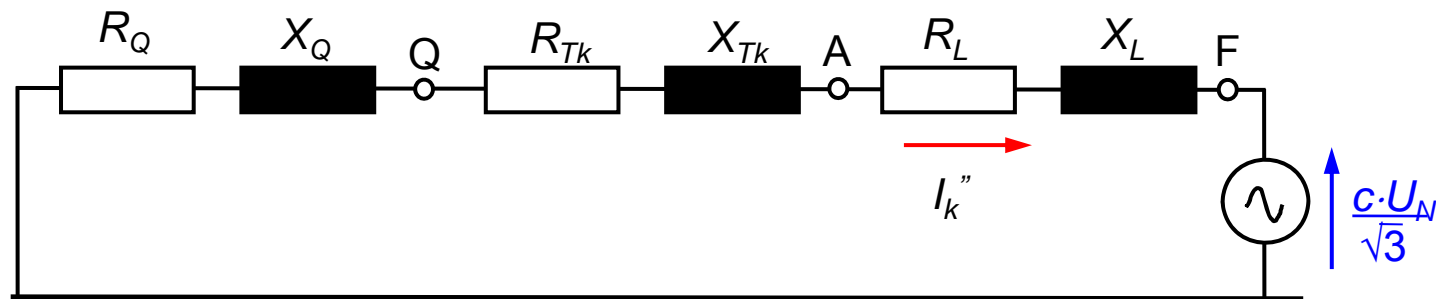 R_Q X_Q Q R_Tk X_Tk A R_L X_L F
I_k”
c·U_N
√3